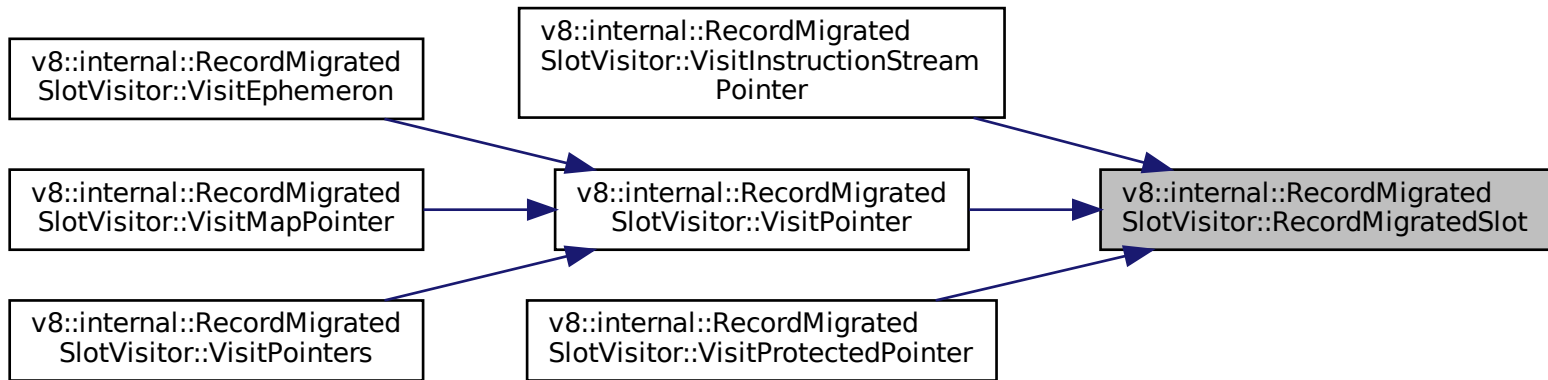 v8::internal::RecordMigrated
SlotVisitor::VisitEphemeron
v8::internal::RecordMigrated
SlotVisitor::VisitMapPointer
v8::internal::RecordMigrated
SlotVisitor::VisitPointers
v8::internal::RecordMigrated
SlotVisitor::VisitInstructionStream
Pointer
v8::internal::RecordMigrated
SlotVisitor::VisitPointer
v8::internal::RecordMigrated
SlotVisitor::VisitProtectedPointer
v8::internal::RecordMigrated
SlotVisitor::RecordMigratedSlot